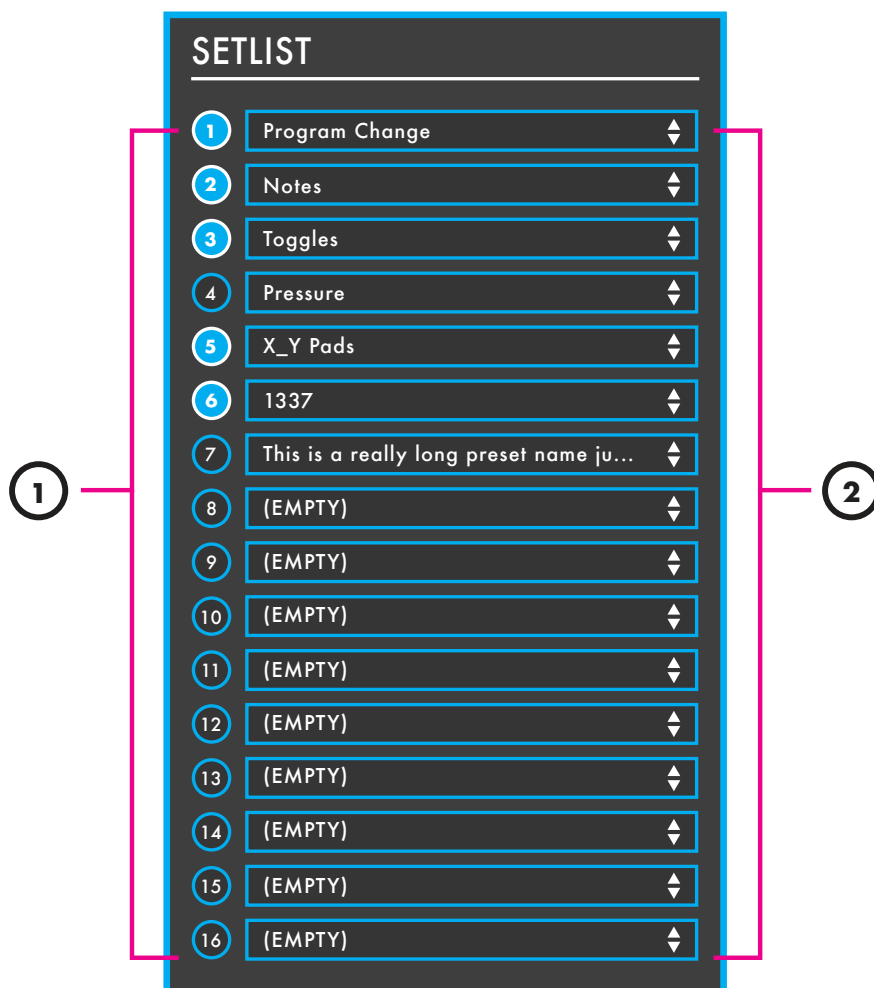 SETLIST
1 Program Change
2 Notes
3 Toggles
4 Pressure
5 X_Y Pads
6 1337
7 This is a really long preset name ju...
8 (EMPTY)
9 (EMPTY)
10 (EMPTY)
11 (EMPTY)
12 (EMPTY)
13 (EMPTY)
14 (EMPTY)
15 (EMPTY)
16 (EMPTY)
1
2